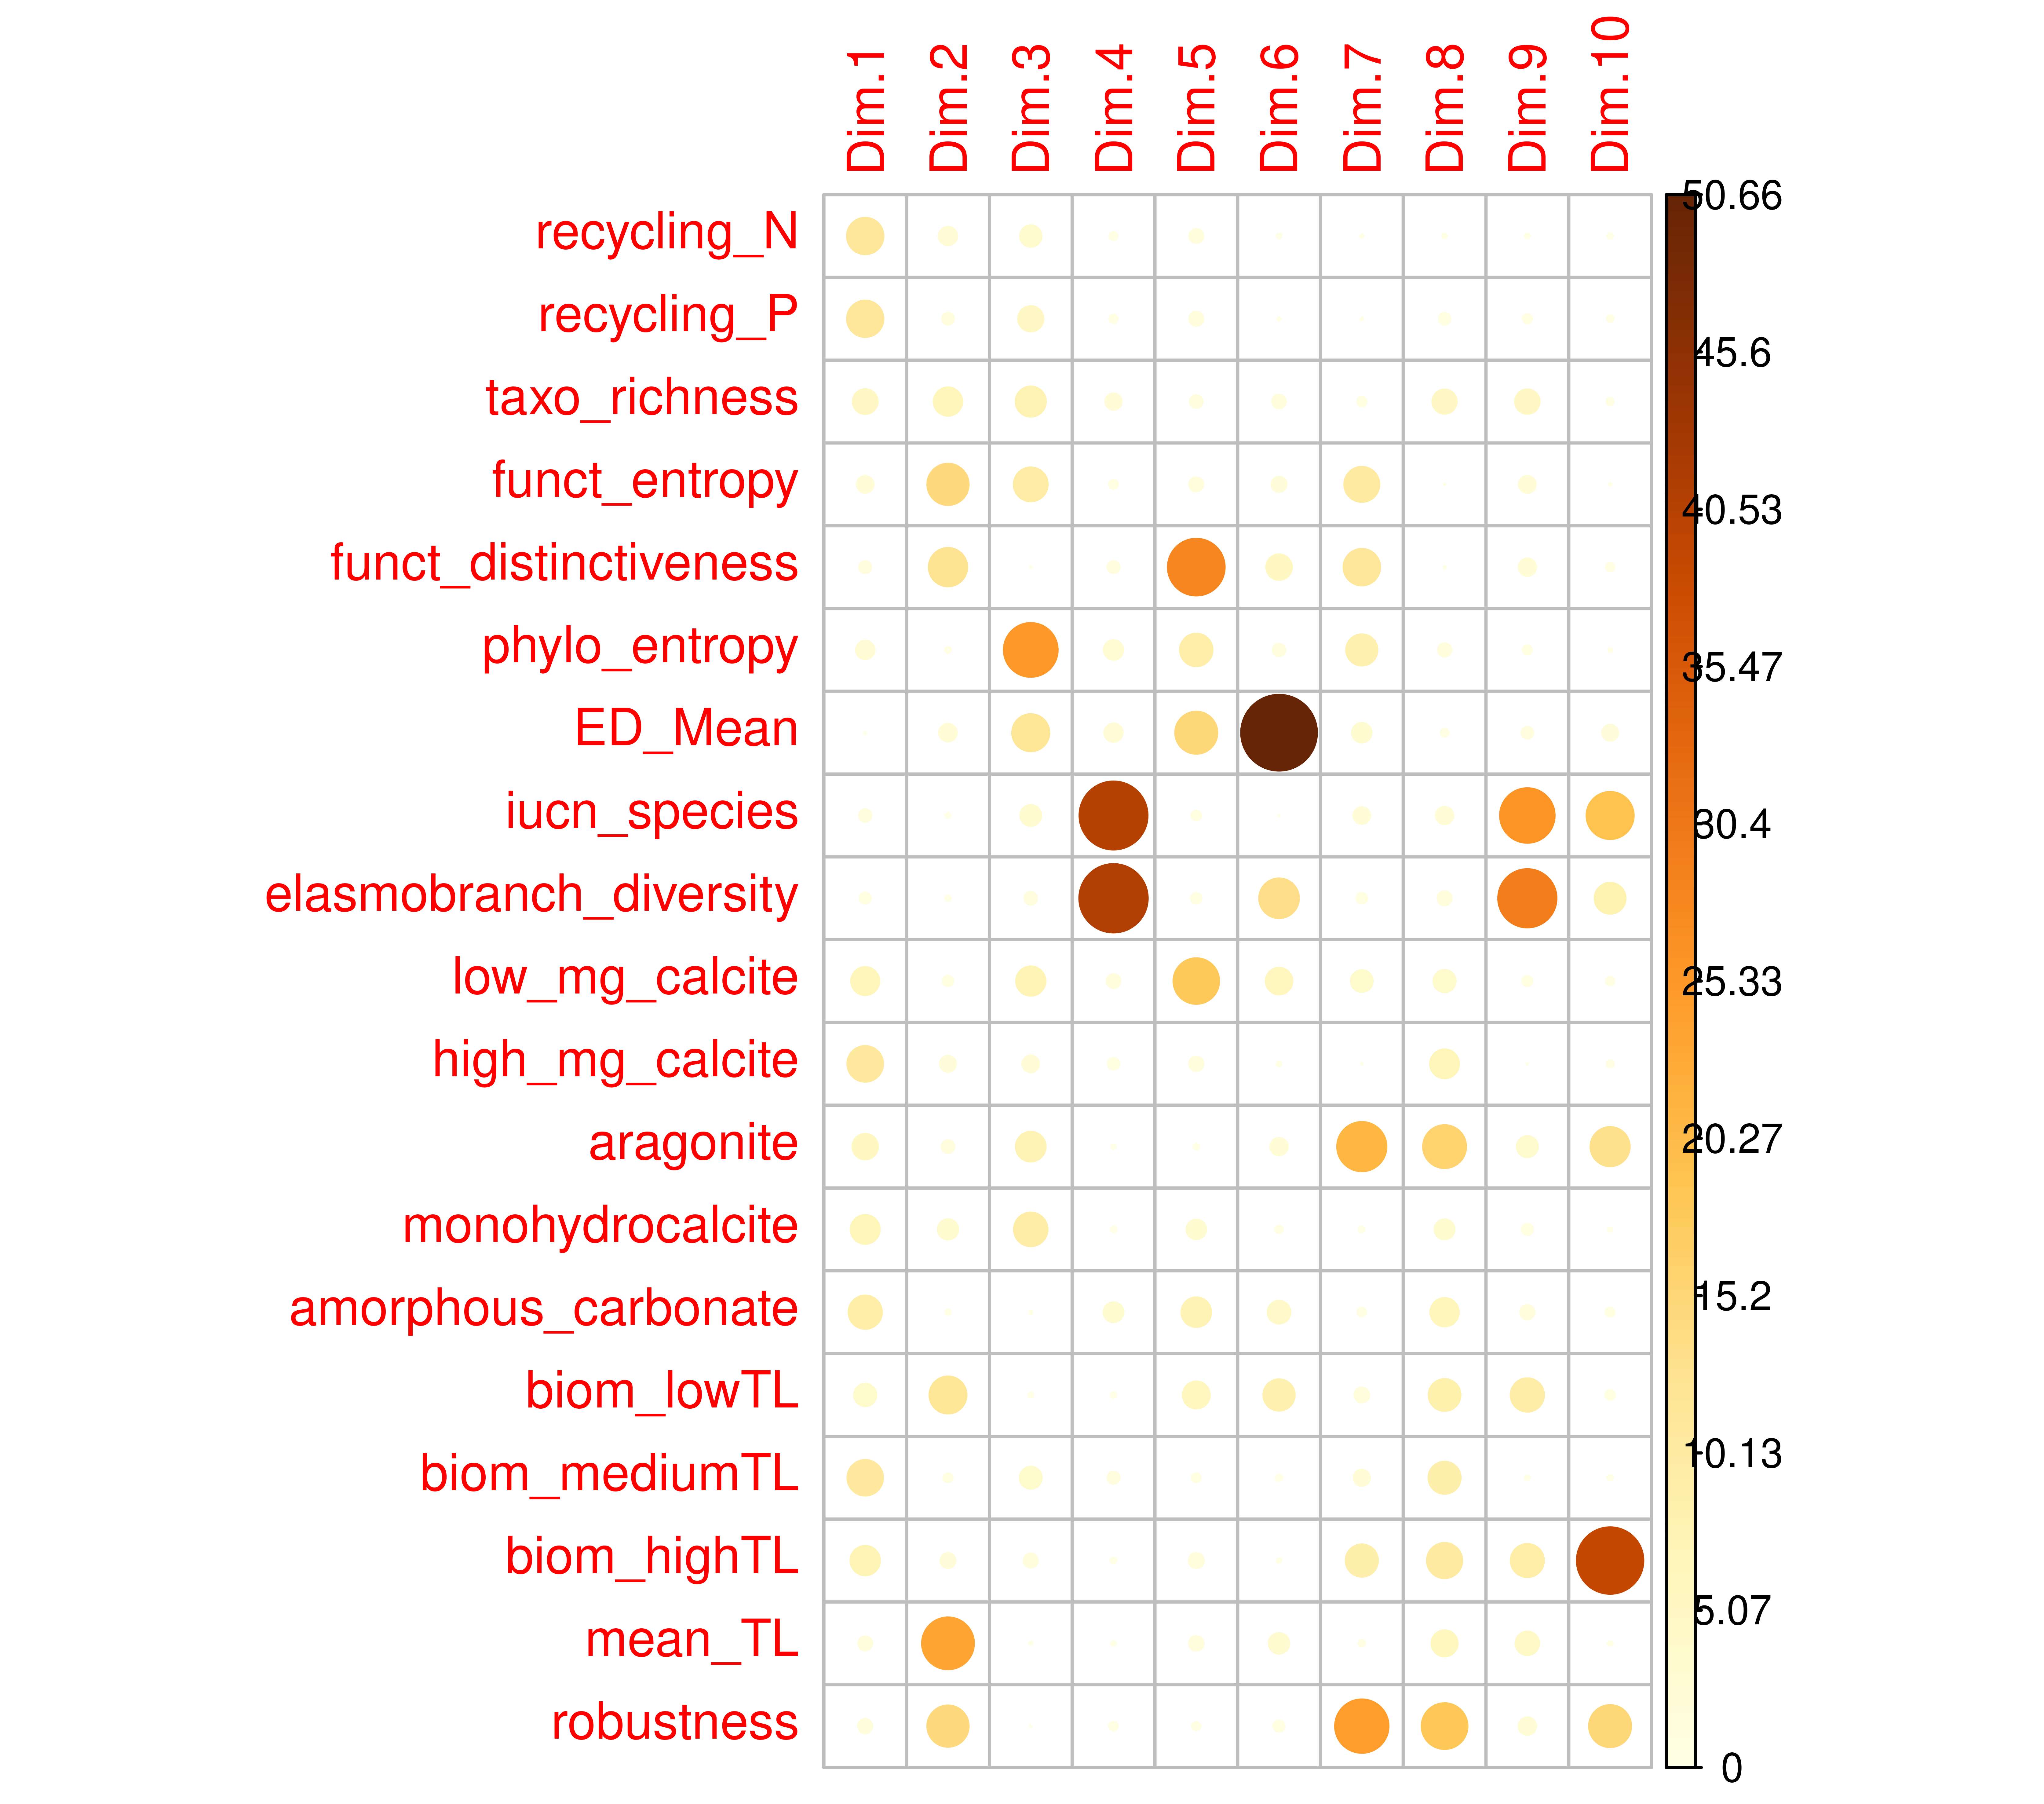 Dim.1
Dim.2
Dim.3
Dim.4
Dim.5
Dim.6
Dim.7
Dim.8
Dim.9
Dim.10
recycling_N
recycling_P
taxo_richness
funct_entropy
funct_distinctiveness
phylo_entropy
ED_Mean
iucn_species
elasmobranch_diversity
low_mg_calcite
high_mg_calcite
aragonite
monohydrocalcite
amorphous_carbonate
biom_lowTL
biom_mediumTL
biom_highTL
mean_TL
robustness
50.66
45.6
40.53
35.47
30.4
25.33
20.27
15.2
10.13
5.07
0